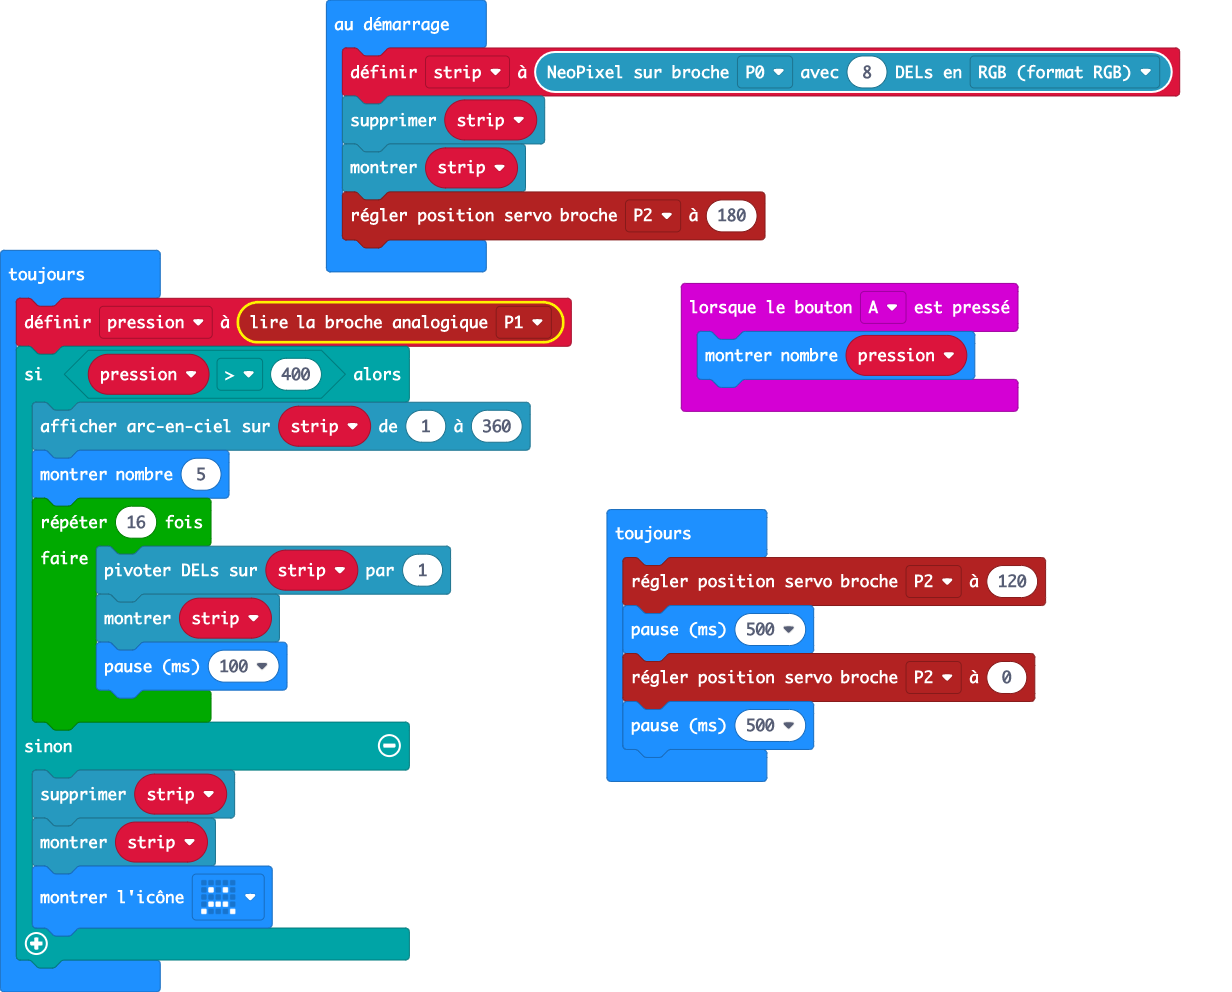 au démarrage
définir strip à NeoPixel sur broche P0 avec 8 DELs en RGB (format RGB)
supprimer strip
montrer strip
régler position servo broche P2 à 180
toujours
définir pression à lire la broche analogique P1
si pression > 400 alors
afficher arc-en-ciel sur strip de 1 à 360
montrer nombre 5
répéter 16 fois
faire
pivoter DELs sur strip par 1
montrer strip
pause (ms) 100
sinon
supprimer strip
montrer strip
montrer l'icône
lorsque le bouton A est pressé
montrer nombre pression
toujours
régler position servo broche P2 à 120
pause (ms) 500
régler position servo broche P2 à 0
pause (ms) 500